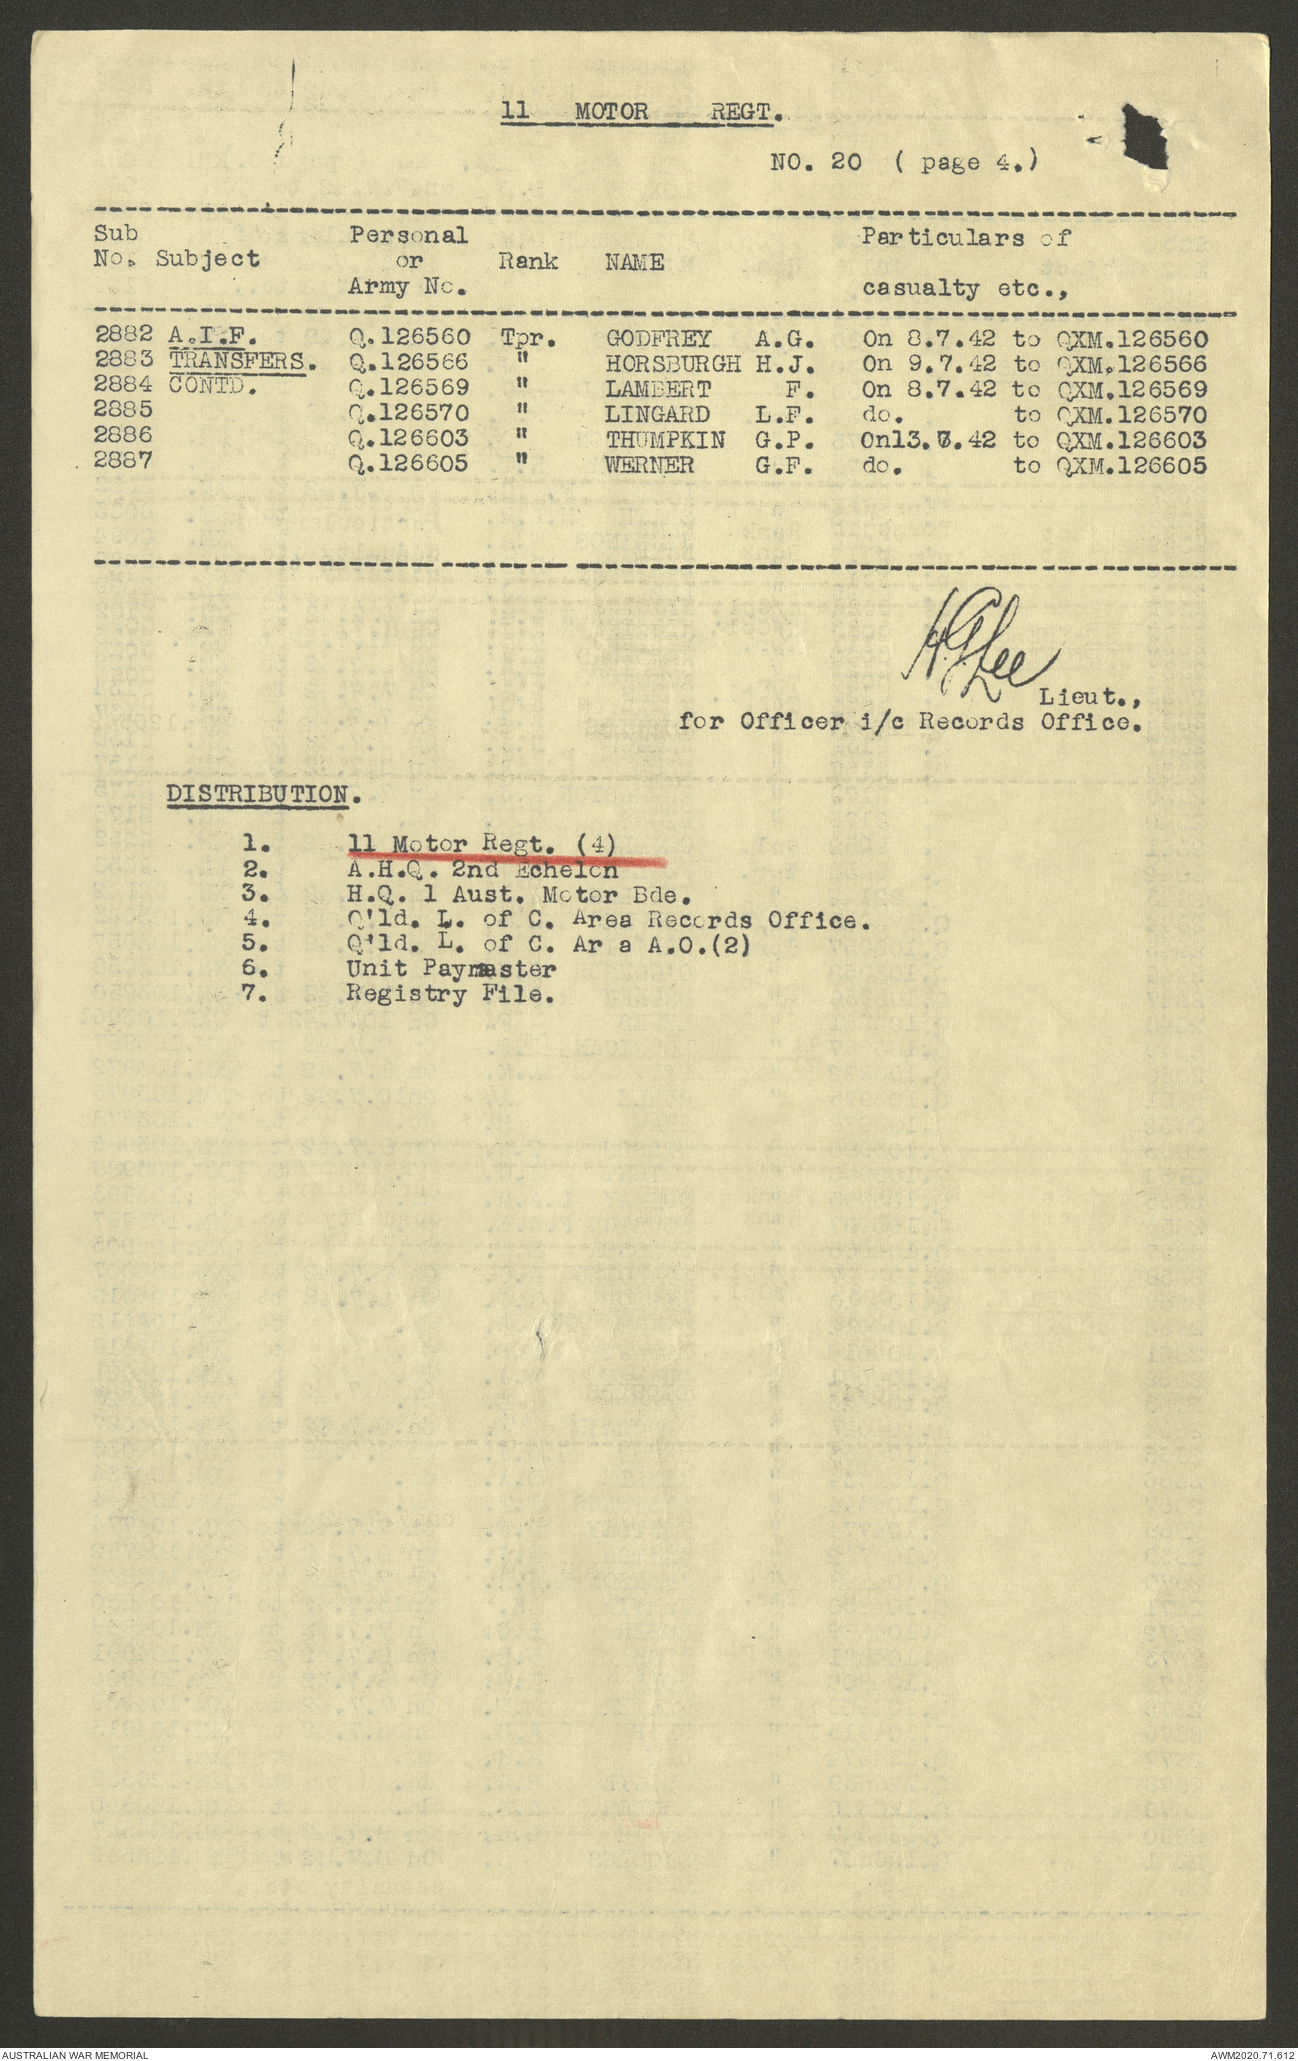 11 MOTOR REGT.
NO. 20 ( page 4.)
Sub Personal Particulars of
No. Subject or Rank NAME
Army No. casualty etc.,
2882 A.I.F. Q.126560 Tpr. GODFREY A.G. On 8.7.42 to QXM.126560
2883 TRANSFERS. Q.126566 " HORSBURGH H.J. On 9.7.42 to QXM.126566
2884 CONTD. Q.126569 " LAMBERT F. On 8.7.42 to QXM.126569
2885 Q.126570 " LINGARD L.F. do. to QXM.126570
2886 Q.126603 " THUMPKIN G.P. On13.7.42 to QXM.126603
2887 Q.126605 " WERNER G.F. do. to QXM.126605
Lee
Lieut.,
for Officer i/c Records Office.
DISTRIBUTION.
1. 11 Motor Regt. (4)
2. A.H.Q. 2nd Echelon
3. H.Q. 1 Aust. Motor Bde.
4. Q'ld. L. of C. Area Records Office.
5. Q'ld. L. of C. Ar a A.O.(2)
6. Unit Paymaster
7. Registry File.
AUSTRALIAN WAR MEMORIAL AWM2020.71.612